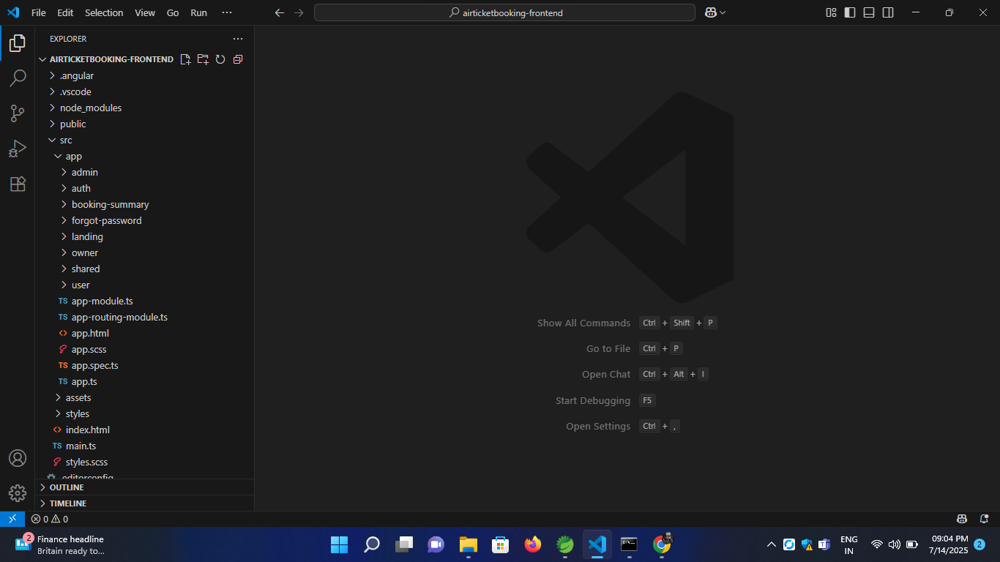 File Edit Selection View Go Run ···
airticketbooking-frontend
EXPLORER
AIRTICKETBOOKING-FRONTEND
.angular
.vscode
node_modules
public
src
app
admin
auth
booking-summary
forgot-password
landing
owner
shared
user
TS app-module.ts
TS app-routing-module.ts
<> app.html
app.scss
TS app.spec.ts
TS app.ts
assets
styles
<> index.html
TS main.ts
styles.scss
.editorconfig
OUTLINE
TIMELINE
Show All Commands Ctrl + Shift + P
Go to File Ctrl + P
Open Chat Ctrl + Alt + I
Start Debugging F5
Open Settings Ctrl + ,
0 0
2
Finance headline
Britain ready to...
ENG
IN
09:04 PM
7/14/2025
2